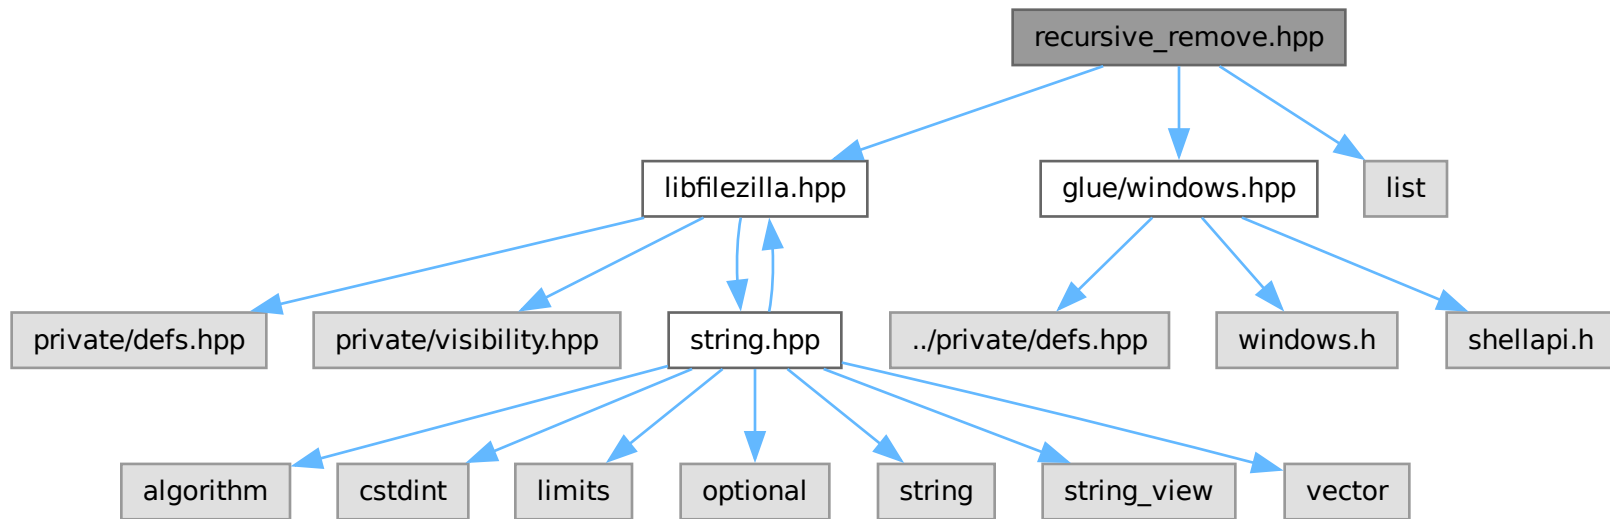 recursive_remove.hpp
libfilezilla.hpp
glue/windows.hpp
list
private/defs.hpp
private/visibility.hpp
string.hpp
../private/defs.hpp
windows.h
shellapi.h
algorithm
cstdint
limits
optional
string
string_view
vector